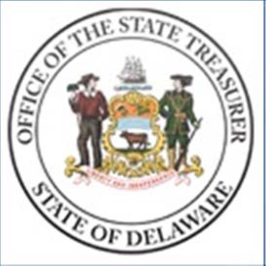 OFFICE OF THE STATE TREASURER
STATE OF DELAWARE